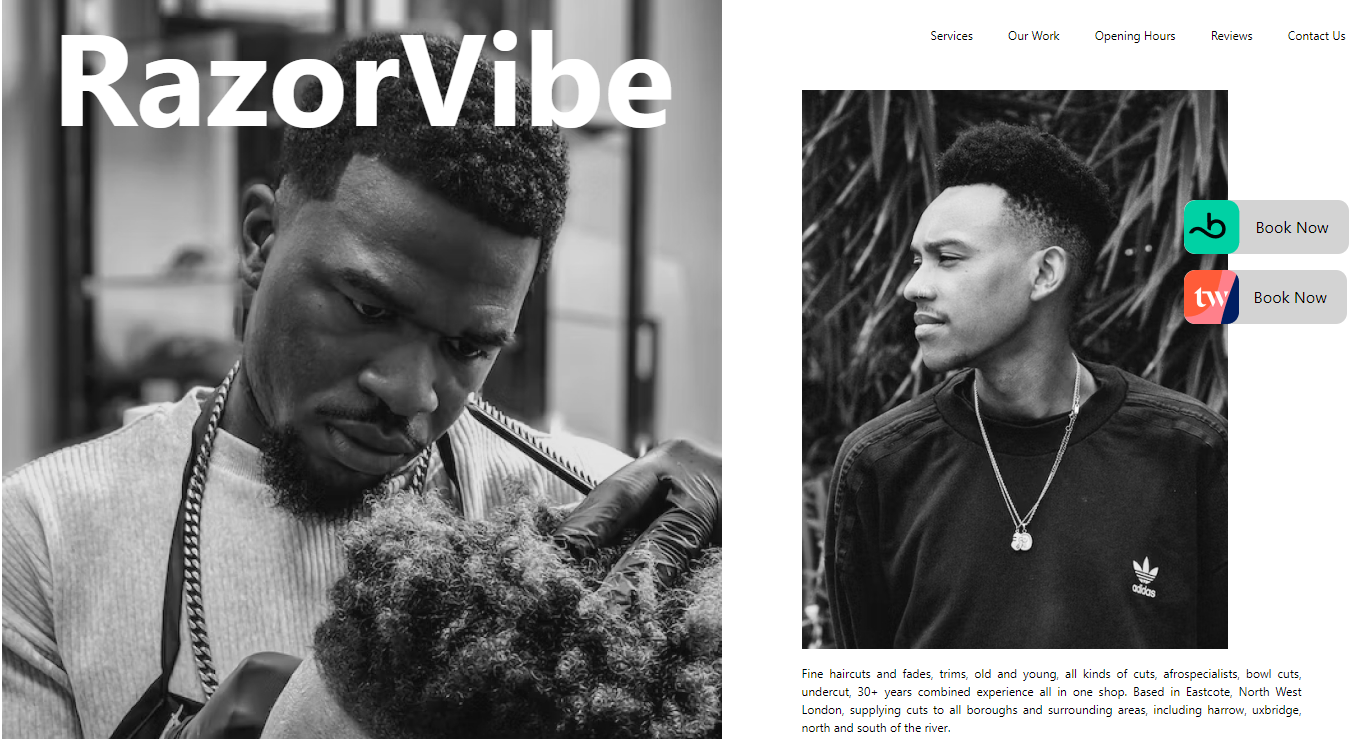 RazorVibe
Services Our Work Opening Hours Reviews Contact Us
b Book Now
tw Book Now
adidas
Fine haircuts and fades, trims, old and young, all kinds of cuts, afrospecialists, bowl cuts,
undercut, 30+ years combined experience all in one shop. Based in Eastcote, North West
London, supplying cuts to all boroughs and surrounding areas, including harrow, uxbridge,
north and south of the river.